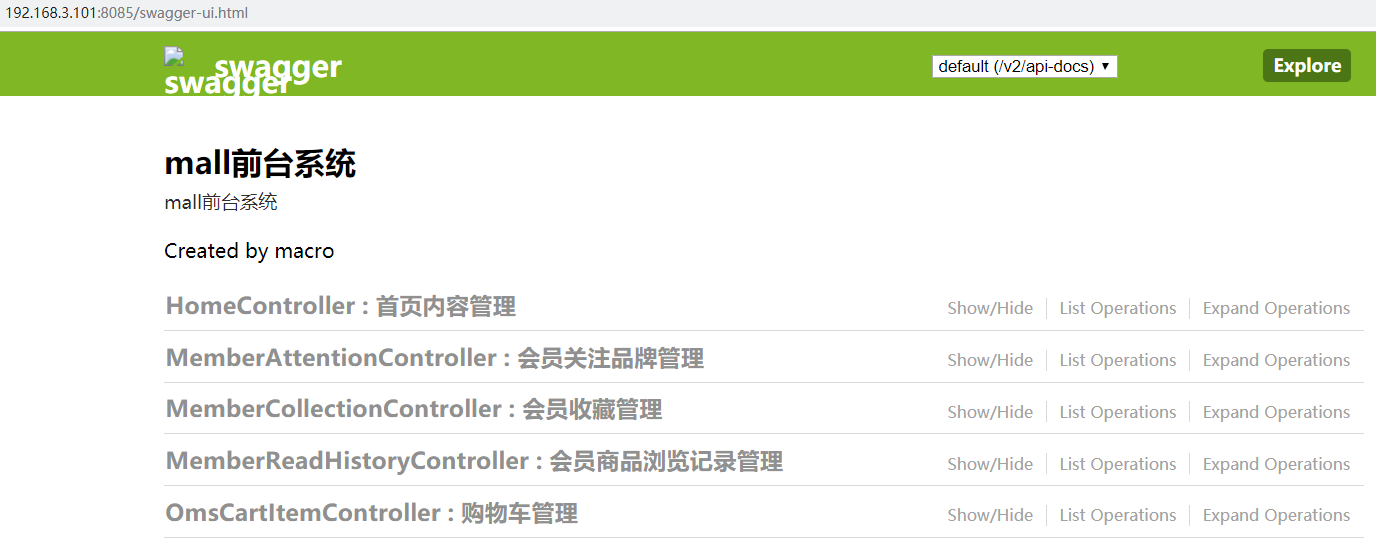 192.168.3.101:8085/swagger-ui.html
swagger swagger default (/v2/api-docs) Explore
mall前台系统
mall前台系统
Created by macro
HomeController : 首页内容管理 Show/Hide List Operations Expand Operations
MemberAttentionController : 会员关注品牌管理 Show/Hide List Operations Expand Operations
MemberCollectionController : 会员收藏管理 Show/Hide List Operations Expand Operations
MemberReadHistoryController : 会员商品浏览记录管理 Show/Hide List Operations Expand Operations
OmsCartItemController : 购物车管理 Show/Hide List Operations Expand Operations